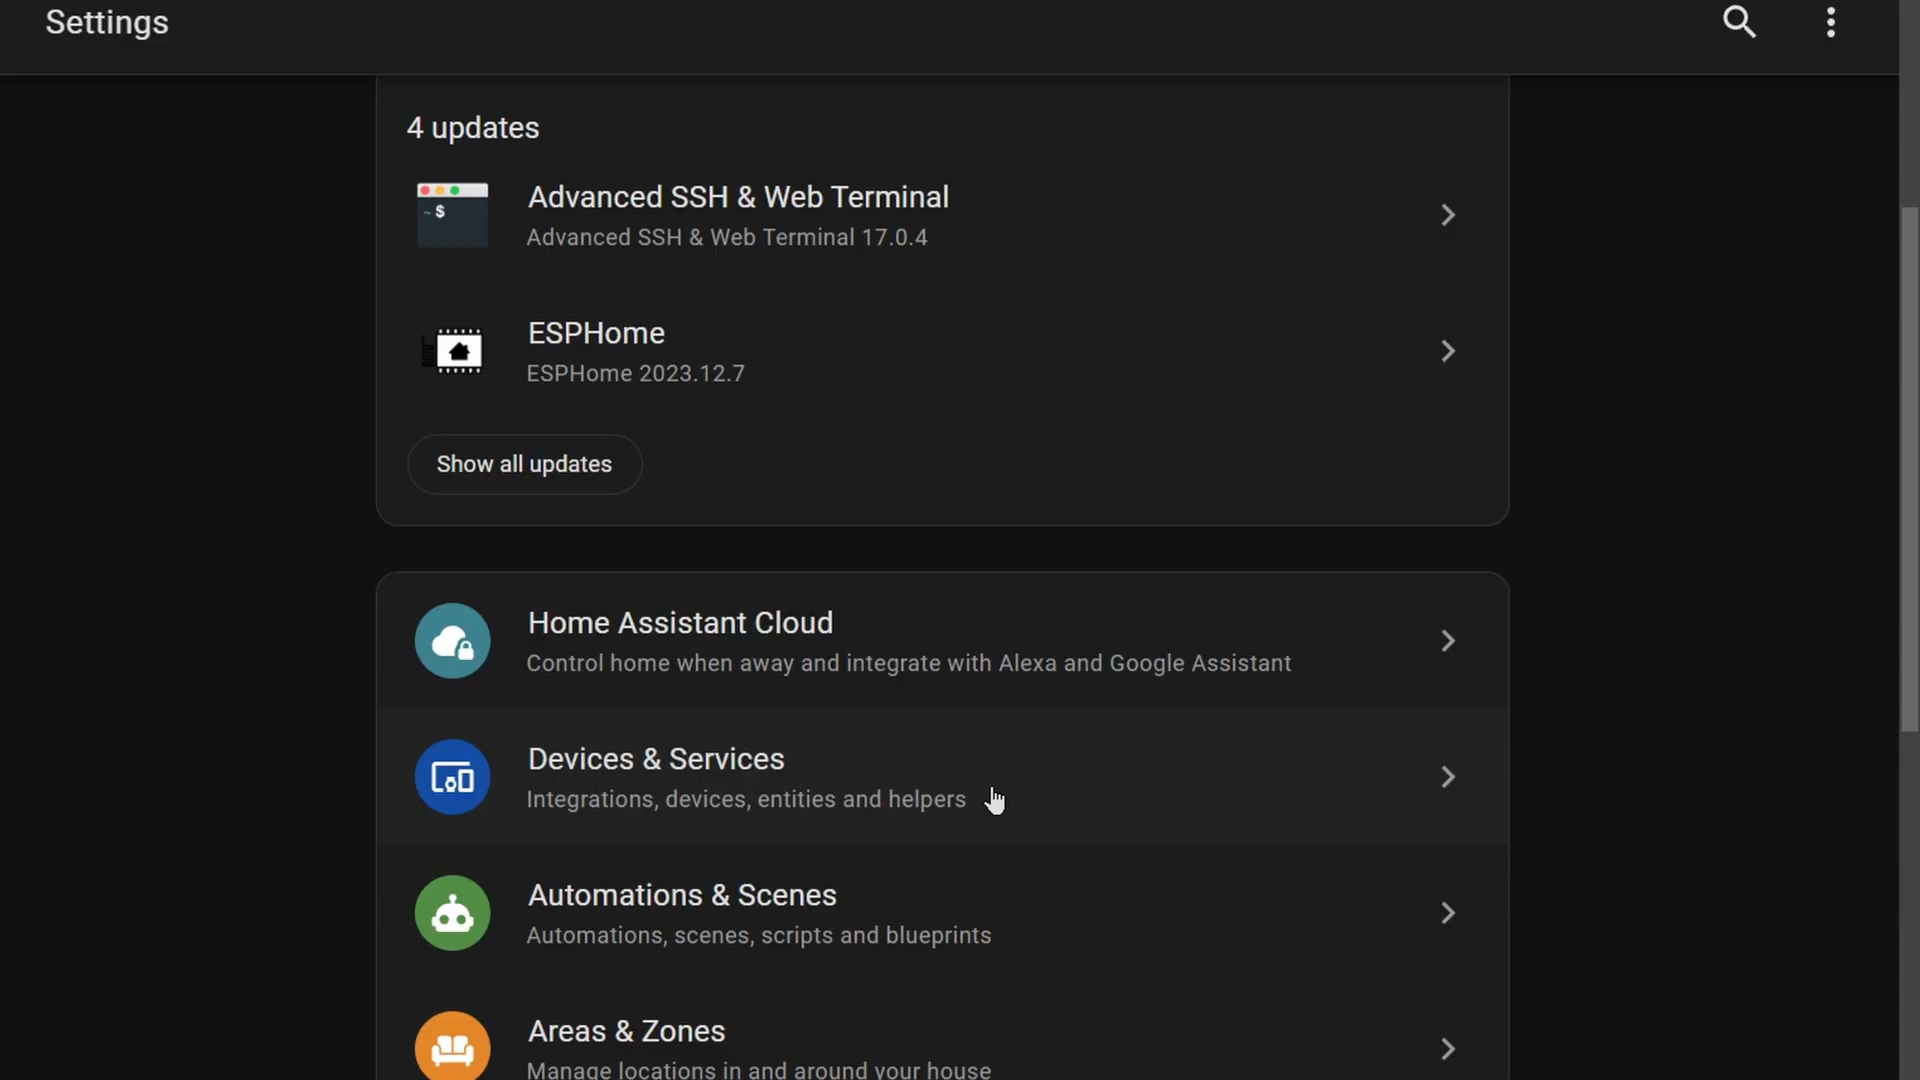 Settings
4 updates
~ $
Advanced SSH & Web Terminal
Advanced SSH & Web Terminal 17.0.4
ESPHome
ESPHome 2023.12.7
Show all updates
Home Assistant Cloud
Control home when away and integrate with Alexa and Google Assistant
Devices & Services
Integrations, devices, entities and helpers
Automations & Scenes
Automations, scenes, scripts and blueprints
Areas & Zones
Manage locations in and around your house